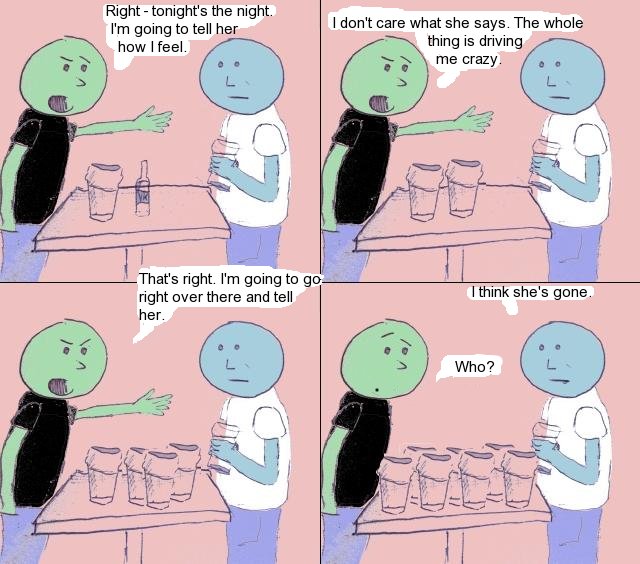 Right - tonight's the night.
I'm going to tell her
how I feel.
I don't care what she says. The whole
thing is driving
me crazy.
That's right. I'm going to go
right over there and tell
her.
I think she's gone.
Who?